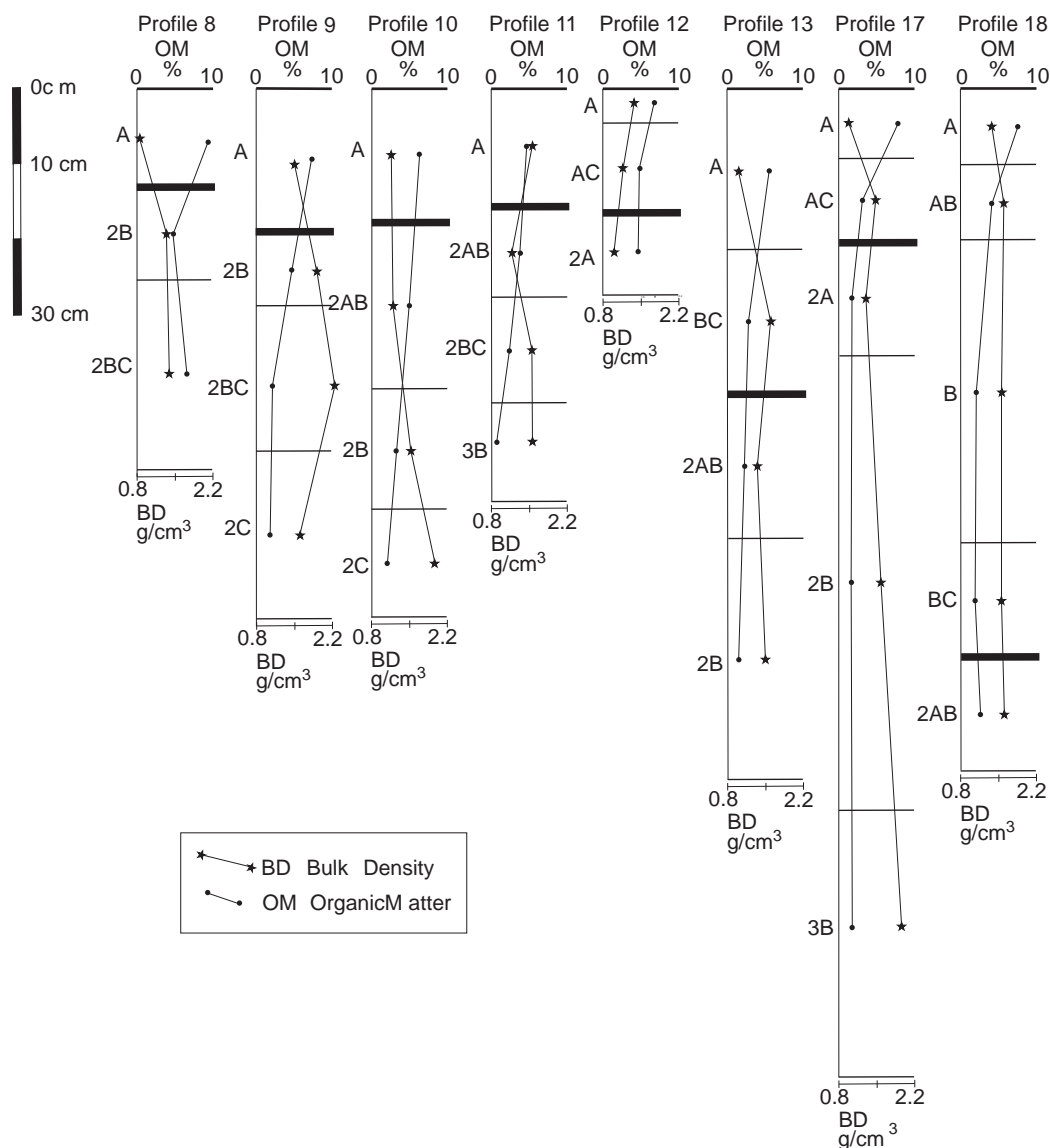 Profile 8 Profile 9 Profile 10 Profile 11 Profile 12 Profile 13 Profile 17 Profile 18
OM OM OM OM OM OM OM OM
% % % % % % % %
0 10 0 10 0 10 0 10 0 10 0 10 0 10 0 10
0c m
10 cm
30 cm
A
2B
2BC
0.8 2.2
BD
g/cm³
A
2B
2BC
2C
0.8 2.2
BD
g/cm³
A
2AB
2B
2C
0.8 2.2
BD
g/cm³
A
2AB
2BC
3B
0.8 2.2
BD
g/cm³
A
AC
2A
0.8 2.2
BD
g/cm³
A
BC
2AB
2B
0.8 2.2
BD
g/cm³
A
AC
2A
2B
3B
0.8 2.2
BD
g/cm³
A
AB
B
BC
2AB
0.8 2.2
BD
g/cm³
BD Bulk Density
OM OrganicM atter